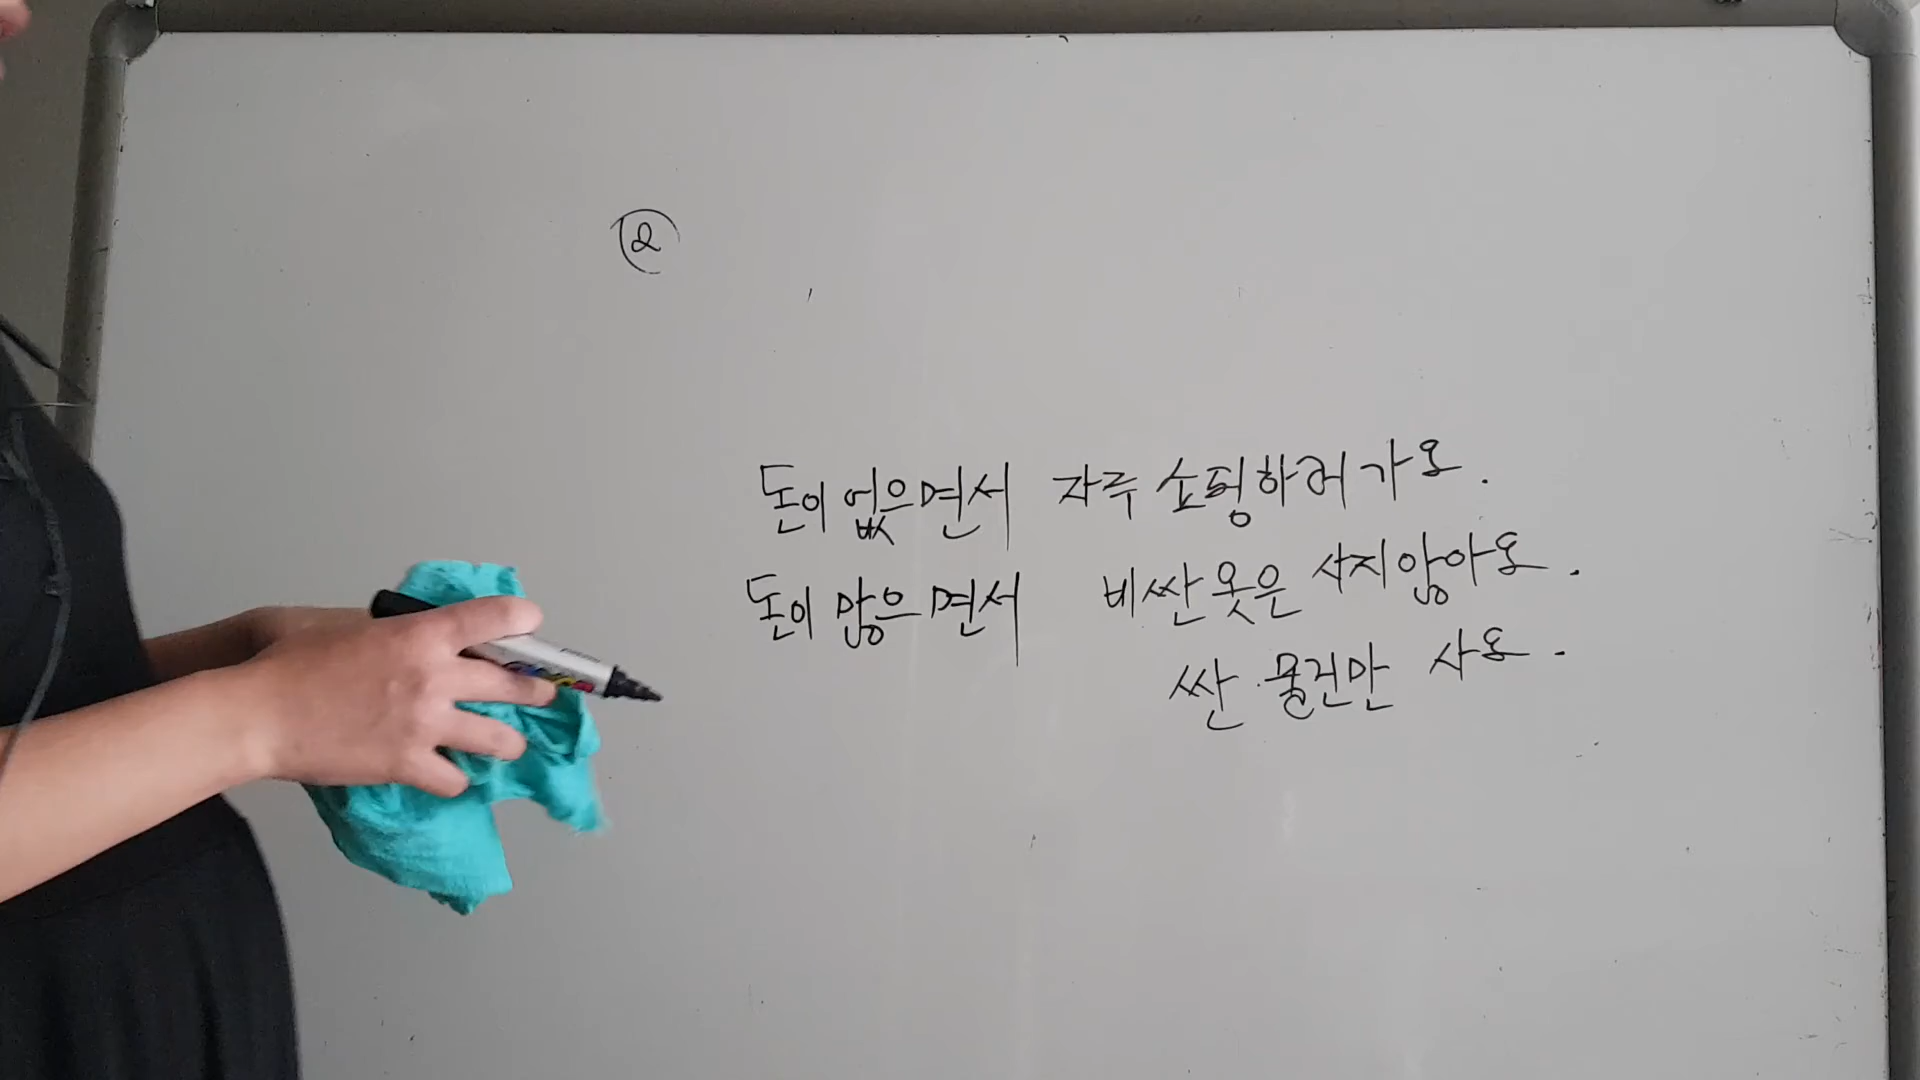 ②
돈이 없으면서 자주 쇼핑하러 가요.
돈이 많으면서 비싼 옷은 사지 않아요.
싼 물건만 사요.